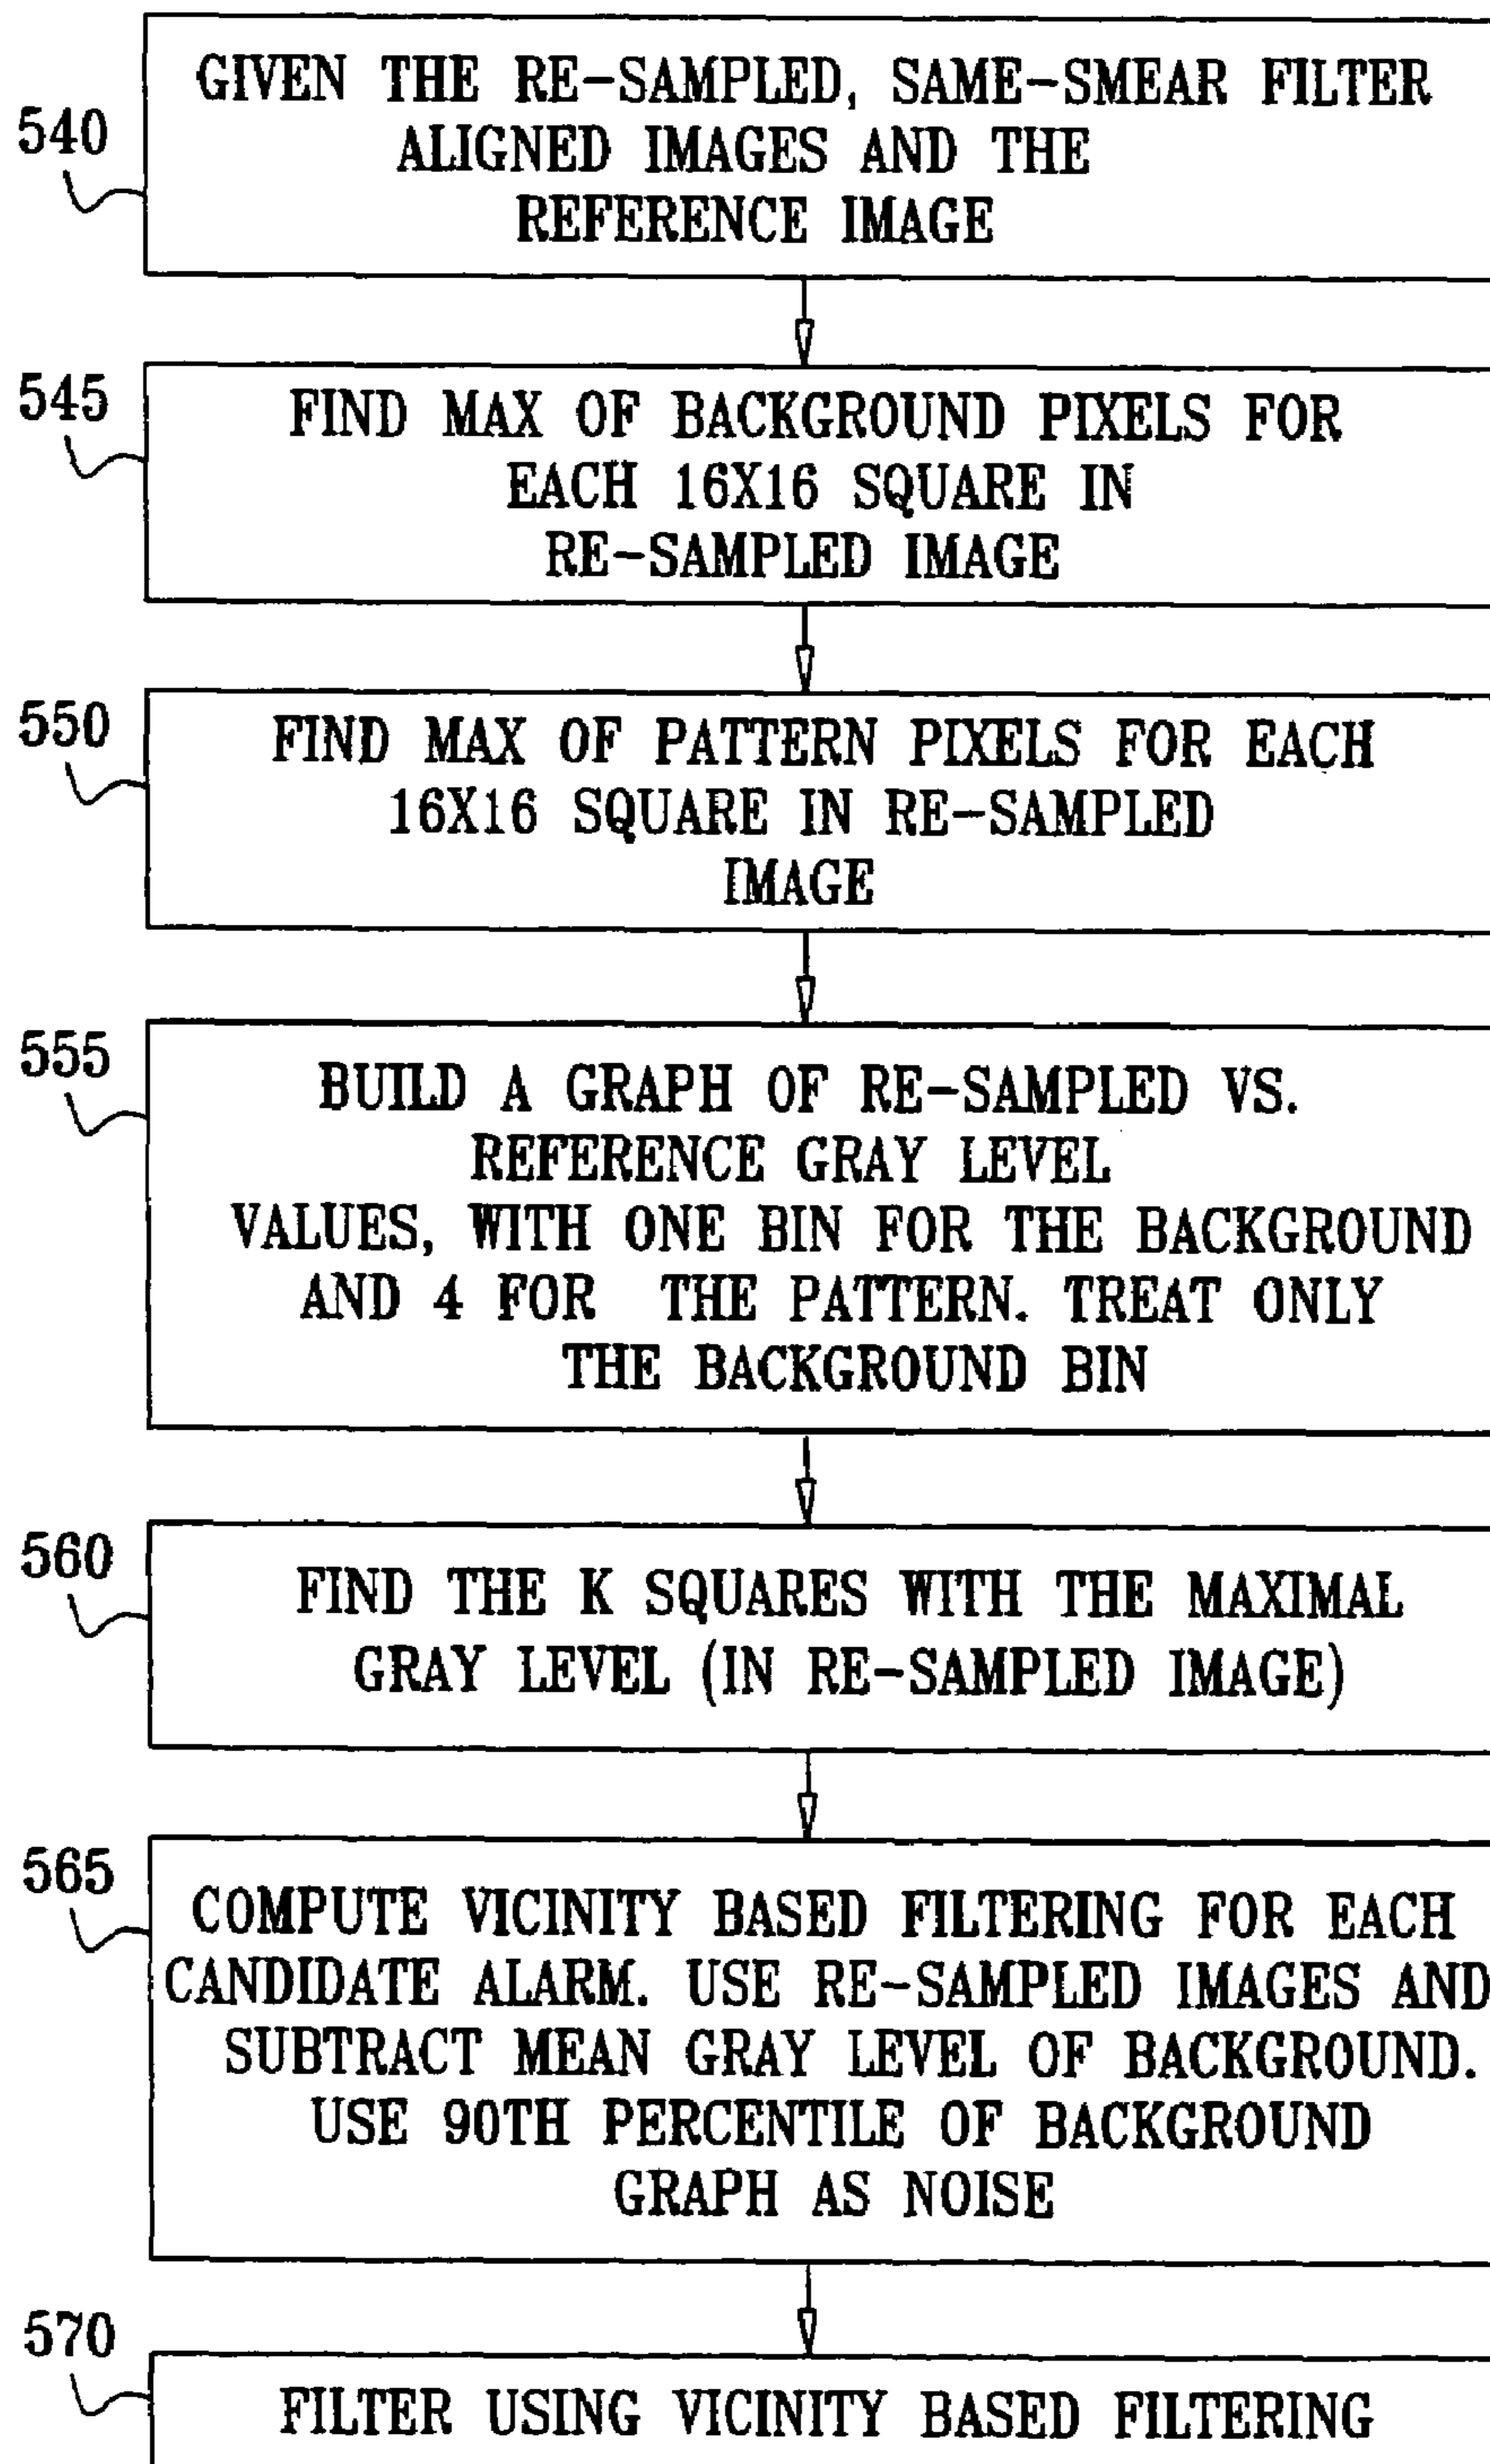 540
GIVEN THE RE-SAMPLED, SAME-SMEAR FILTER
ALIGNED IMAGES AND THE
REFERENCE IMAGE
545
FIND MAX OF BACKGROUND PIXELS FOR
EACH 16X16 SQUARE IN
RE-SAMPLED IMAGE
550
FIND MAX OF PATTERN PIXELS FOR EACH
16X16 SQUARE IN RE-SAMPLED
IMAGE
555
BUILD A GRAPH OF RE-SAMPLED VS.
REFERENCE GRAY LEVEL
VALUES, WITH ONE BIN FOR THE BACKGROUND
AND 4 FOR THE PATTERN. TREAT ONLY
THE BACKGROUND BIN
560
FIND THE K SQUARES WITH THE MAXIMAL
GRAY LEVEL (IN RE-SAMPLED IMAGE)
565
COMPUTE VICINITY BASED FILTERING FOR EACH
CANDIDATE ALARM. USE RE-SAMPLED IMAGES AND
SUBTRACT MEAN GRAY LEVEL OF BACKGROUND.
USE 90TH PERCENTILE OF BACKGROUND
GRAPH AS NOISE
570
FILTER USING VICINITY BASED FILTERING